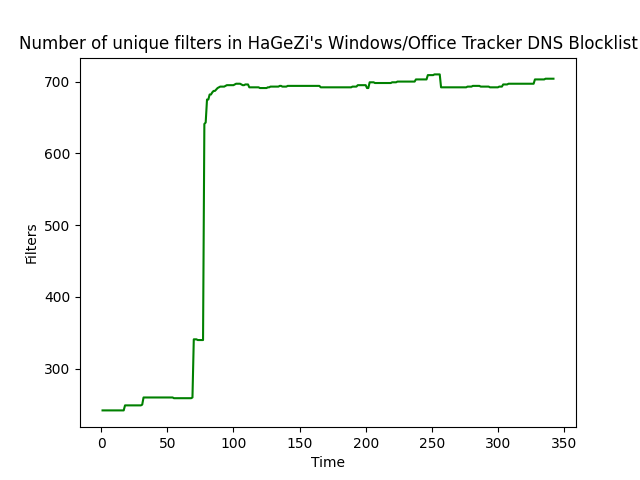 Number of unique filters in HaGeZi's Windows/Office Tracker DNS Blocklist
700
600
500
400
300
Filters
0 50 100 150 200 250 300 350
Time